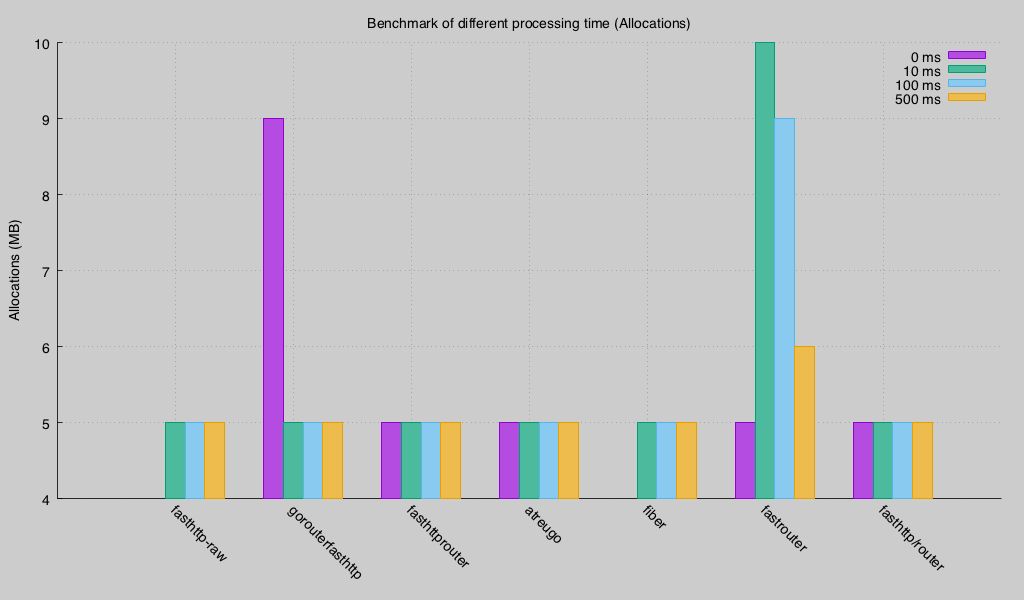 Benchmark of different processing time (Allocations)
0 ms
10 ms
100 ms
500 ms
Allocations (MB)
10
9
8
7
6
5
4
fasthttp-raw
gorouterfasthttp
fasthttprouter
atreugo
fiber
fastrouter
fasthttp/router